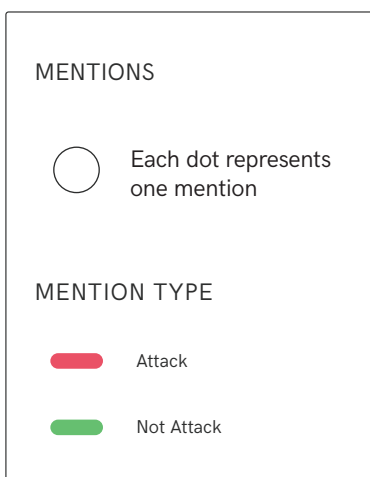 MENTIONS
Each dot represents
one mention
MENTION TYPE
Attack
Not Attack